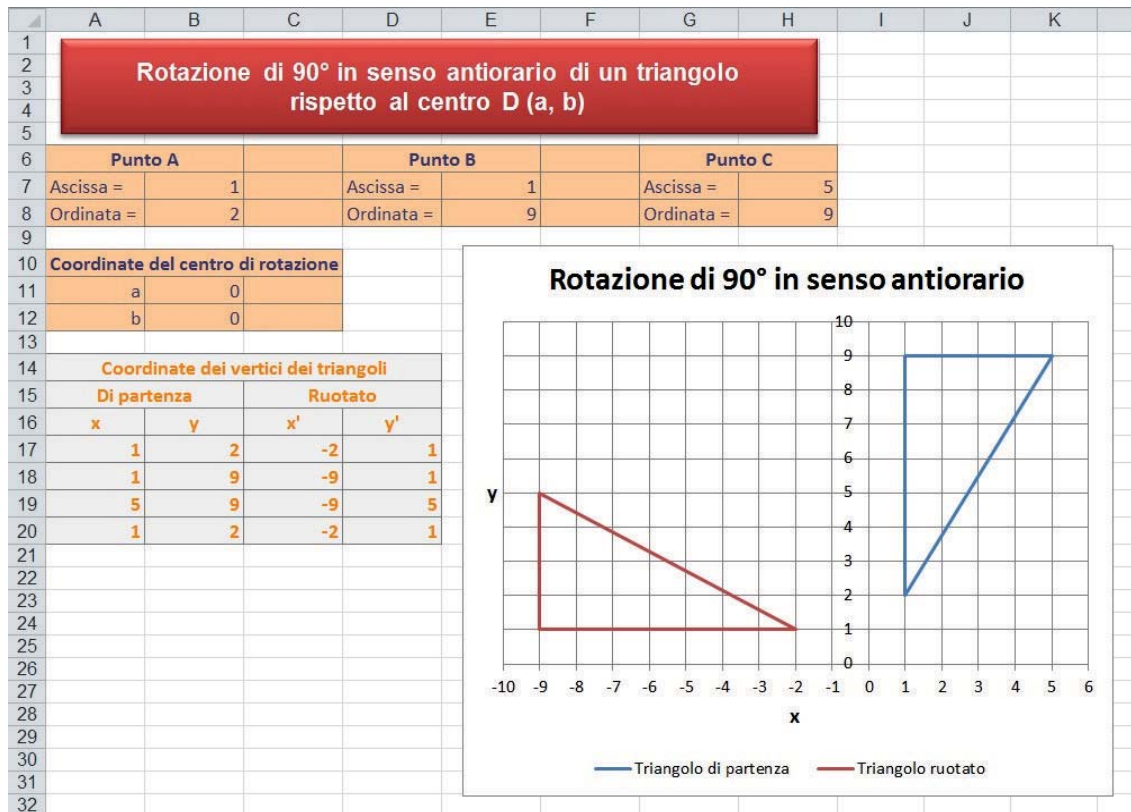 A B C D E F G H I J K
1
2
Rotazione di 90° in senso antiorario di un triangolo
3
rispetto al centro D (a, b)
4
5
6 Punto A Punto B Punto C
7 Ascissa = 1 Ascissa = 1 Ascissa = 5
8 Ordinata = 2 Ordinata = 9 Ordinata = 9
9
10 Coordinate del centro di rotazione
11 a 0
12 b 0
13
14 Coordinate dei vertici dei triangoli
15 Di partenza Ruotato
16 x y x' y'
17 1 2 -2 1
18 1 9 -9 1
19 5 9 -9 5
20 1 2 -2 1
21
22
23
24
25
26
27
28
29
30
31
32
Rotazione di 90° in senso antiorario
10
9
8
7
6
y 5
4
3
2
1
0
-10 -9 -8 -7 -6 -5 -4 -3 -2 -1 0 1 2 3 4 5 6
x
Triangolo di partenza Triangolo ruotato